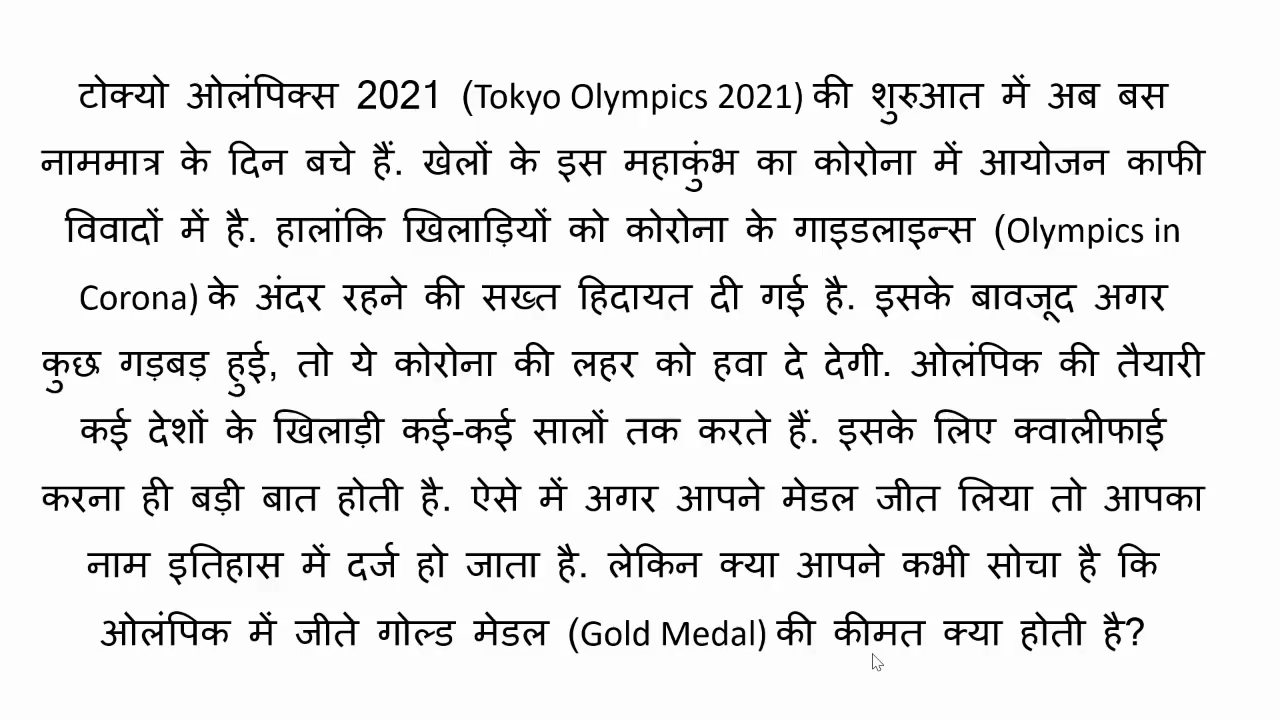 टोक्यो ओलंपिक्स 2021 (Tokyo Olympics 2021) की शुरुआत में अब बस
नाममात्र के दिन बचे हैं. खेलों के इस महाकुंभ का कोरोना में आयोजन काफी
विवादों में है. हालांकि खिलाड़ियों को कोरोना के गाइडलाइन्स (Olympics in
Corona) के अंदर रहने की सख्त हिदायत दी गई है. इसके बावजूद अगर
कुछ गड़बड़ हुई, तो ये कोरोना की लहर को हवा दे देगी. ओलंपिक की तैयारी
कई देशों के खिलाड़ी कई-कई सालों तक करते हैं. इसके लिए क्वालीफाई
करना ही बड़ी बात होती है. ऐसे में अगर आपने मेडल जीत लिया तो आपका
नाम इतिहास में दर्ज हो जाता है. लेकिन क्या आपने कभी सोचा है कि
ओलंपिक में जीते गोल्ड मेडल (Gold Medal) की कीमत क्या होती है?